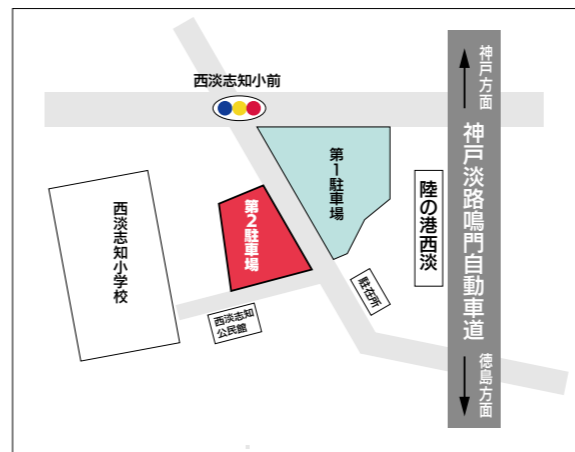 西淡志知小前
神戸方面
神戸淡路鳴門自動車道
徳島方面
陸の港西淡
第1駐車場
第2駐車場
西淡志知小学校
駐在所
西淡志知
公民館